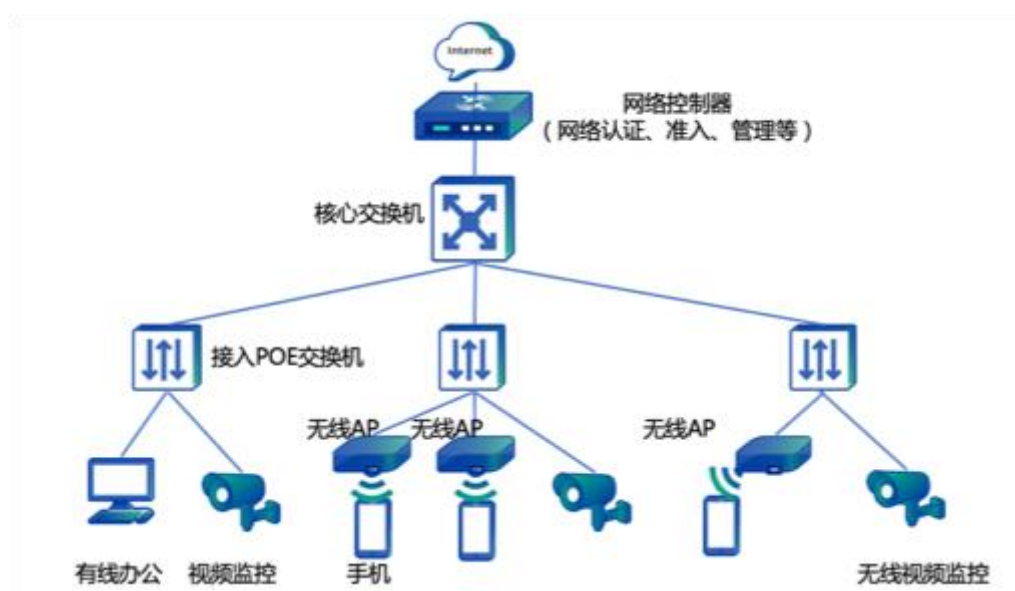 Internet
网络控制器
（网络认证、准入、管理等）
核心交换机
接入POE交换机
无线AP
无线AP
无线AP
有线办公
视频监控
手机
无线视频监控